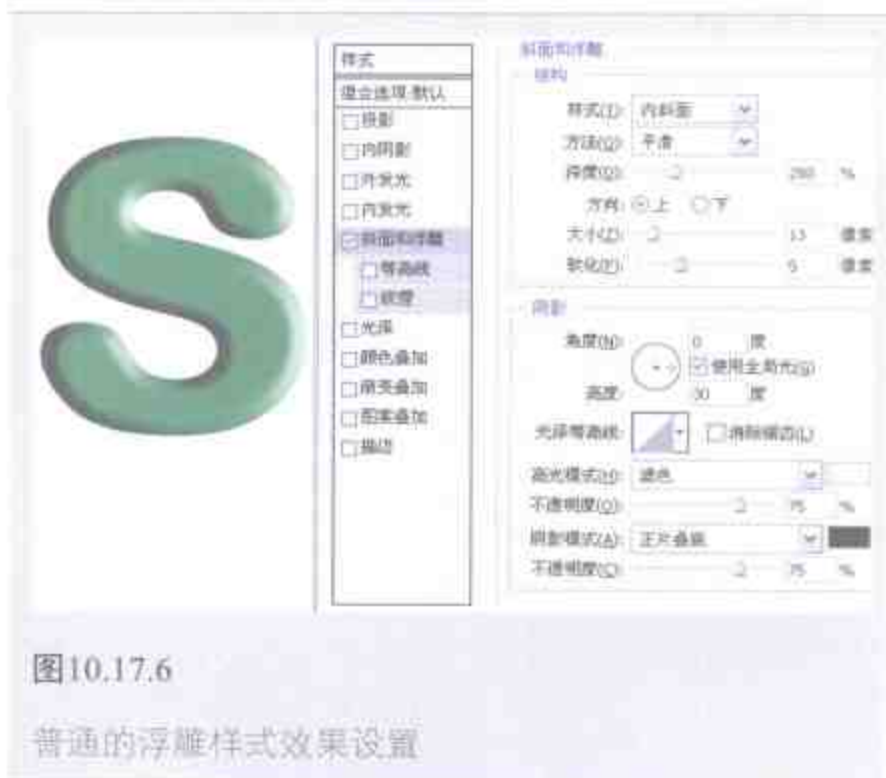 S
样式
混合选项:默认
投影
内阴影
外发光
内发光
斜面和浮雕
等高线
纹理
光泽
颜色叠加
渐变叠加
图案叠加
描边
斜面和浮雕
结构
样式(T): 内斜面
方法(Q): 平滑
深度(D): %
方向: 上 下
大小(Z): 13 像素
软化(F): 5 像素
阴影
角度(N): 0 度
使用全局光(G)
高度: 30 度
光泽等高线: 消除锯齿(L)
高光模式(H): 滤色
不透明度(O): 75 %
阴影模式(A): 正片叠底
不透明度(C): 75 %
图10.17.6
普通的浮雕样式效果设置